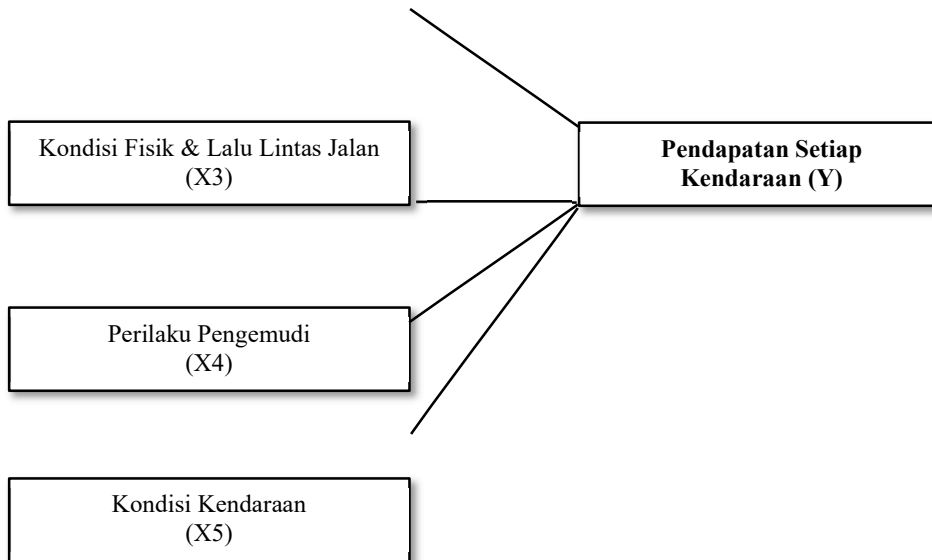 Kondisi Fisik & Lalu Lintas Jalan
(X3)
Pendapatan Setiap
Kendaraan (Y)
Perilaku Pengemudi
(X4)
Kondisi Kendaraan
(X5)